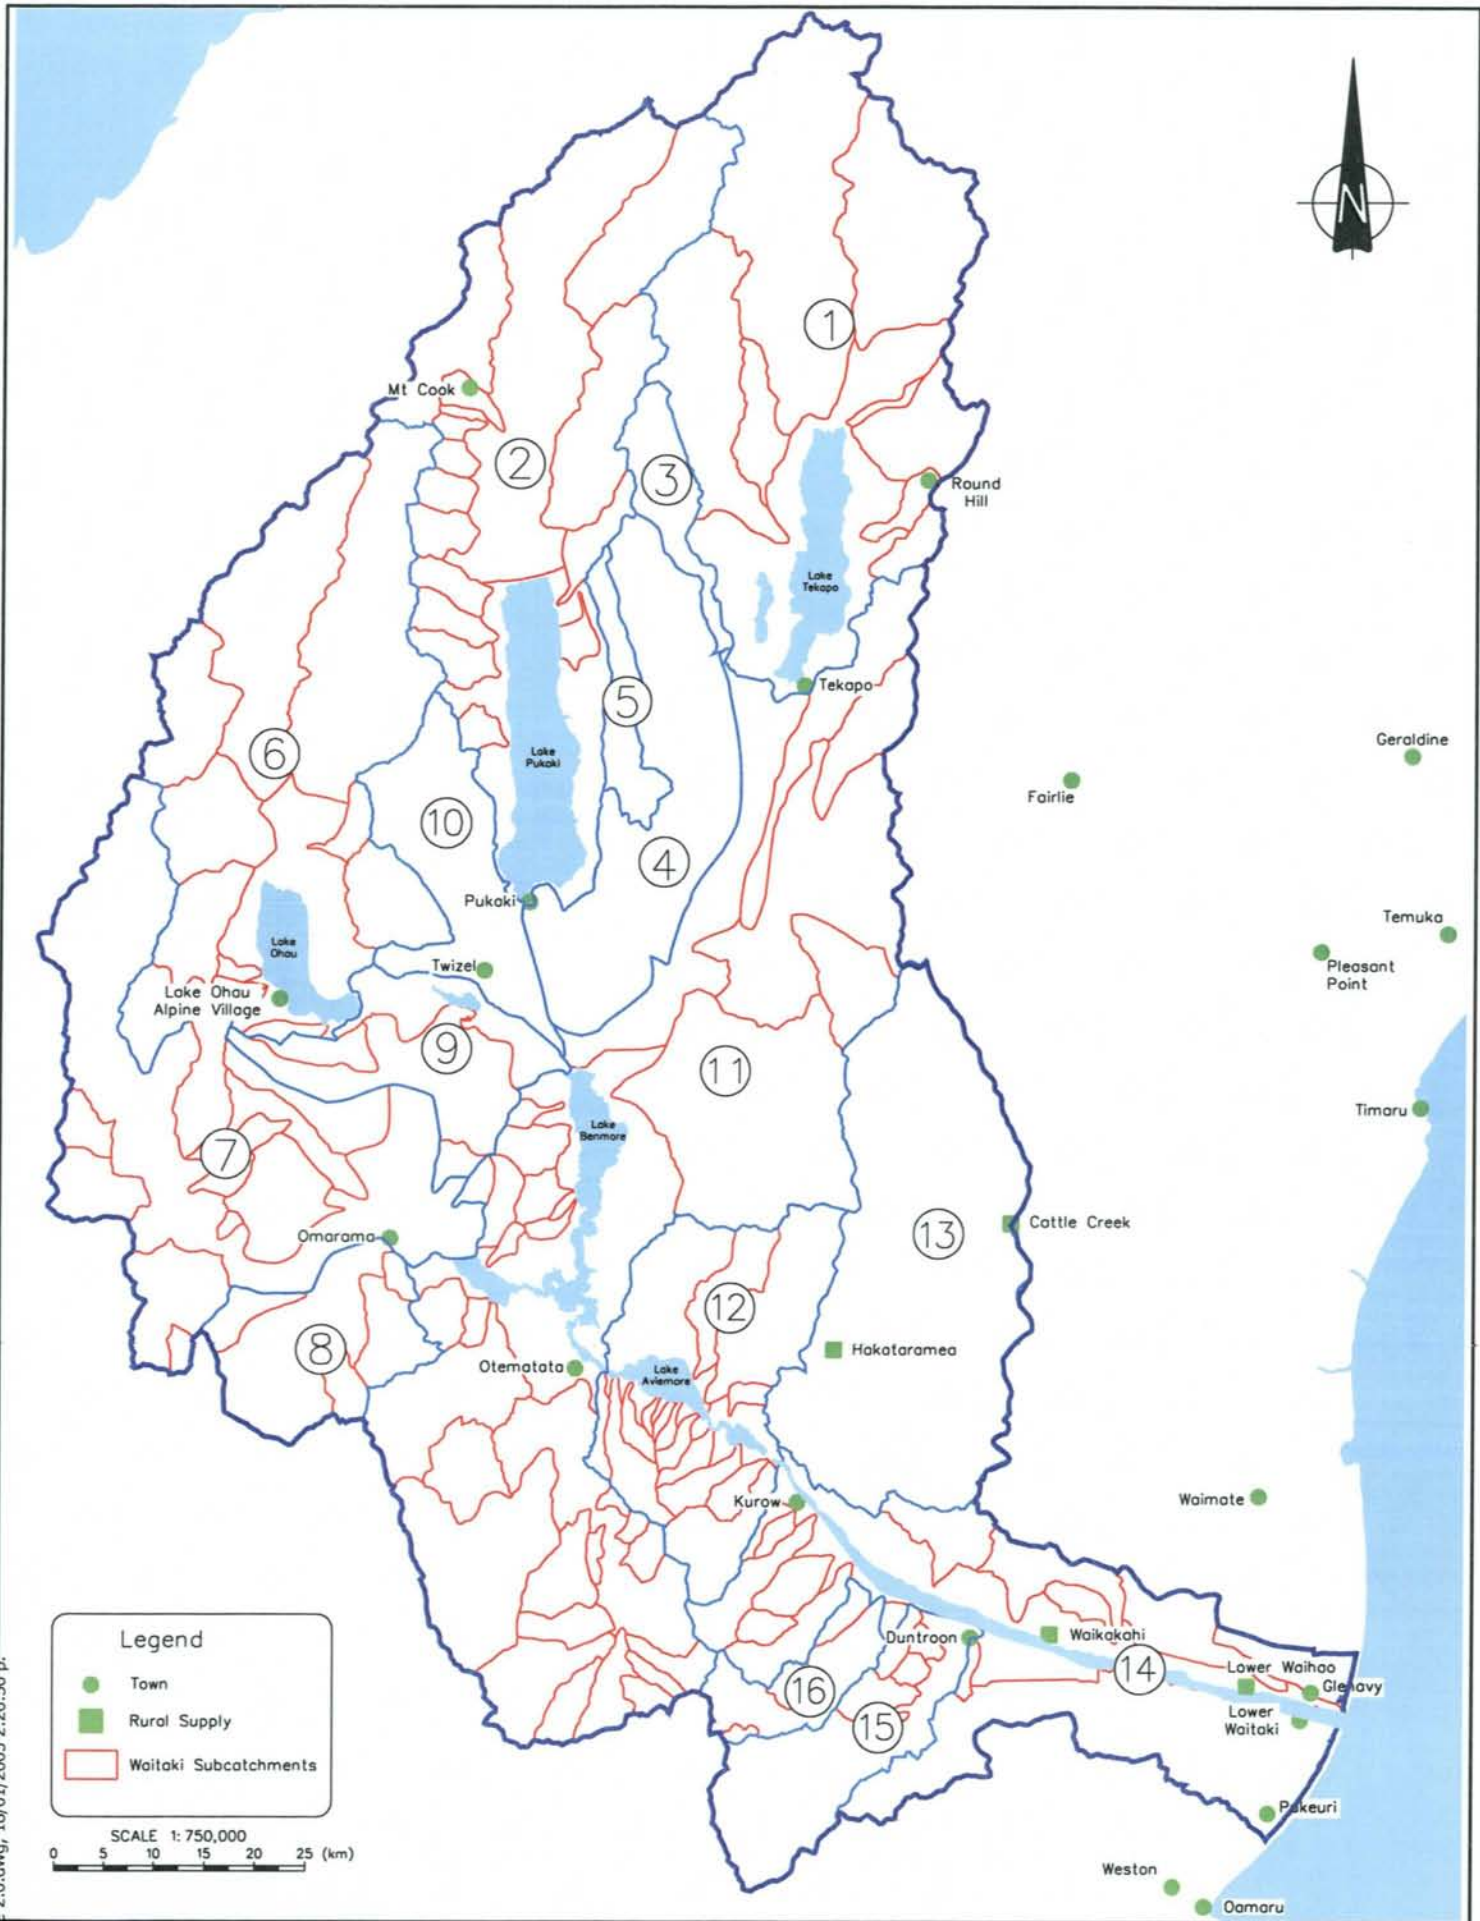 N
1
Mt Cook
2
3
Round
Hill
Lake
Tekapo
5
Tekapo
6
Lake
Pukaki
Geraldine
Fairlie
10
4
Pukaki
Temuka
Lake
Ohau
Twizel
Pleasant
Point
Lake Ohau
Alpine Village
9
11
Timaru
Lake
Benmore
7
Omarama
13
Cattle Creek
12
8
Hakataramea
Otematata
Lake
Aviemore
Kurow
Waimate
Duntroon
Waikakahi
14
Lower Waihao
Glenavy
16
15
Lower
Waitaki
Pukeuri
Weston
Oamaru
Legend
Town
Rural Supply
Waitaki Subcatchments
SCALE 1:750,000
0 5 10 15 20 25 (km)